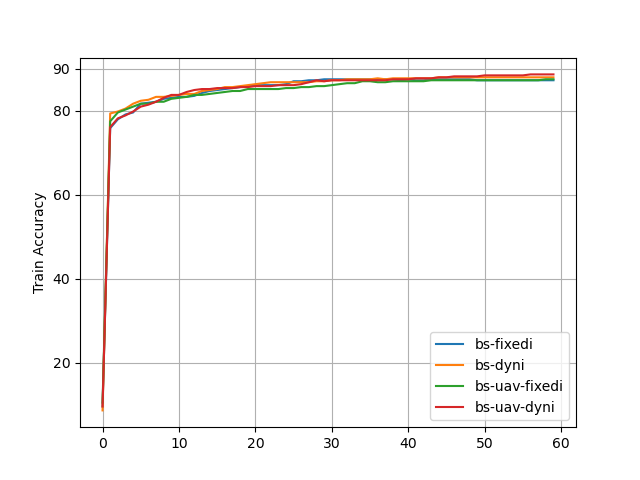 90
80
60
40
20
Train Accuracy
bs-fixedi
bs-dyni
bs-uav-fixedi
bs-uav-dyni
0 10 20 30 40 50 60